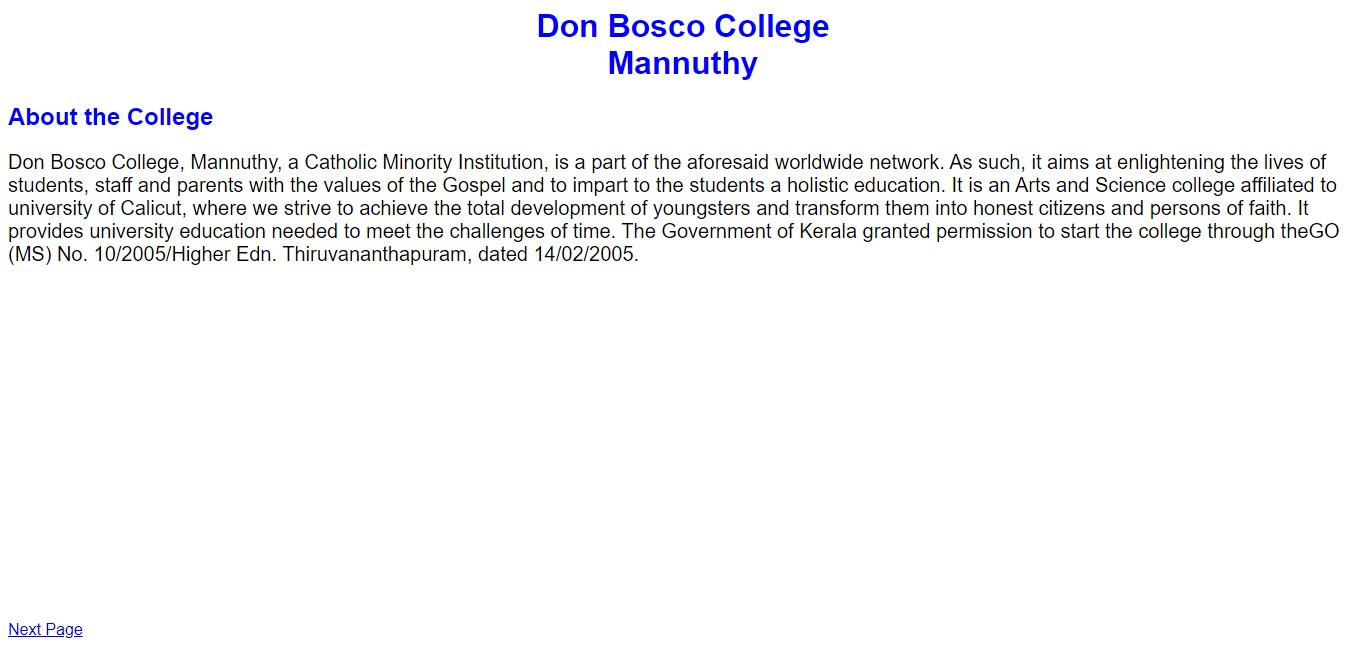 Don Bosco College
Mannuthy
About the College
Don Bosco College, Mannuthy, a Catholic Minority Institution, is a part of the aforesaid worldwide network. As such, it aims at enlightening the lives of
students, staff and parents with the values of the Gospel and to impart to the students a holistic education. It is an Arts and Science college affiliated to
university of Calicut, where we strive to achieve the total development of youngsters and transform them into honest citizens and persons of faith. It
provides university education needed to meet the challenges of time. The Government of Kerala granted permission to start the college through theGO
(MS) No. 10/2005/Higher Edn. Thiruvananthapuram, dated 14/02/2005.
Next Page